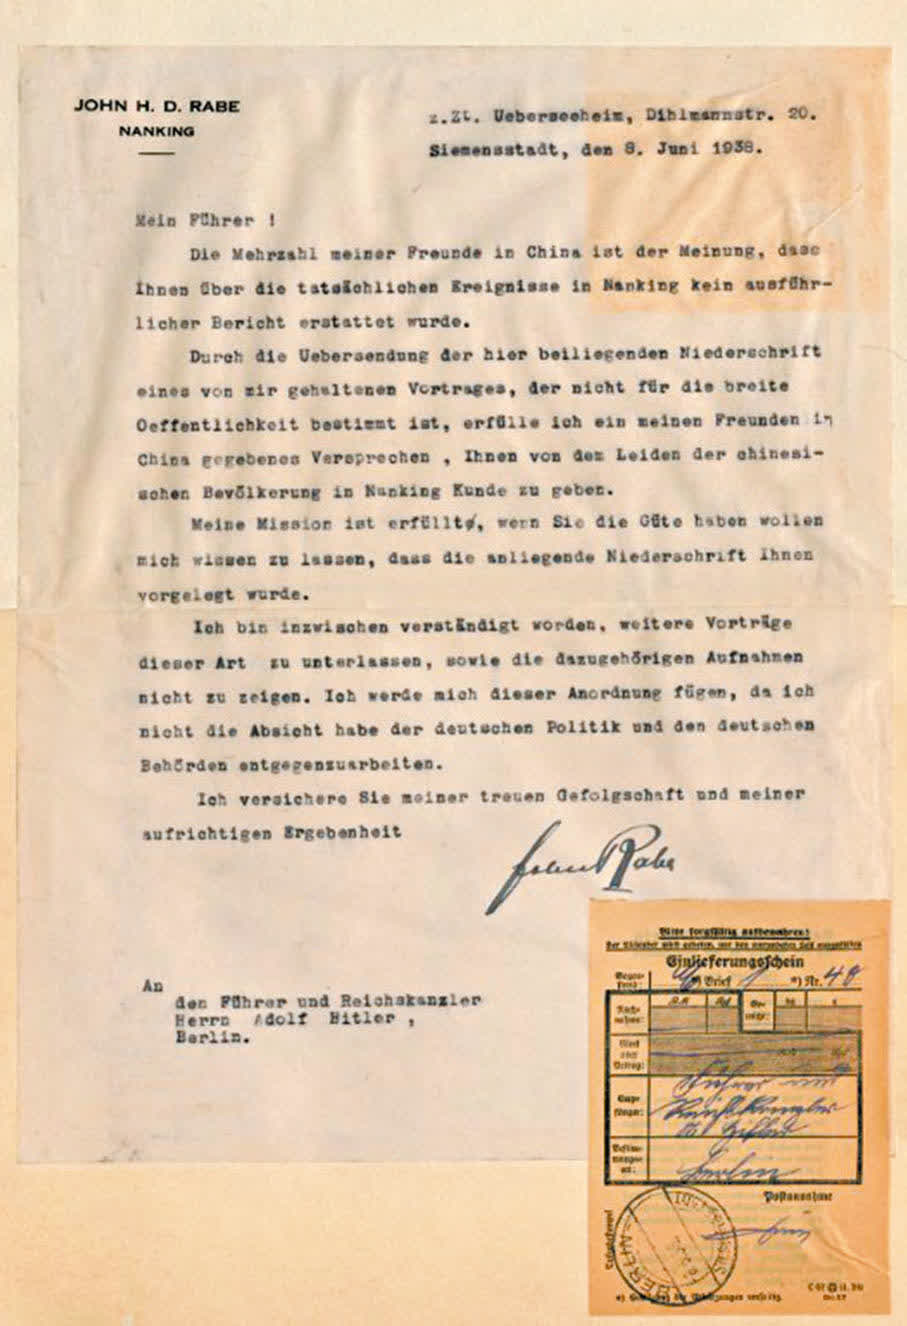 JOHN H. D. RABE
NANKING
z.Zt. Ueberseeheim, Dihlmannstr. 20.
Siemensstadt, den 8. Juni 1938.
Mein Führer !
Die Mehrzahl meiner Freunde in China ist der Meinung, dass
Ihnen über die tatsächlichen Ereignisse in Nanking kein ausführ-
licher Bericht erstattet wurde.
Durch die Uebersendung der hier beiliegenden Niederschrift
eines von mir gehaltenen Vortrages, der nicht für die breite
Oeffentlichkeit bestimmt ist, erfülle ich ein meinen Freunden in
China gegebenes Versprechen , Ihnen von dem Leiden der chinesi-
schen Bevölkerung in Nanking Kunde zu geben.
Meine Mission ist erfüllt, wenn Sie die Güte haben wollen
mich wissen zu lassen, dass die anliegende Niederschrift Ihnen
vorgelegt wurde.
Ich bin inzwischen verständigt worden, weitere Vorträge
dieser Art zu unterlassen, sowie die dazugehörigen Aufnahmen
nicht zu zeigen. Ich werde mich dieser Anordnung fügen, da ich
nicht die Absicht habe der deutschen Politik und den deutschen
Behörden entgegenzuarbeiten.
Ich versichere Sie meiner treuen Gefolgschaft und meiner
aufrichtigen Ergebenheit
John Rabe
An
den Führer und Reichskanzler
Herrn Adolf Hitler ,
Berlin.
Bitte sorgfältig aufbewahren!
Einlieferungsschein
Brief 1 *) Nr. 48
Führer und
Reichskanzler
A. Hitler
Berlin
Postannahme
BERLIN